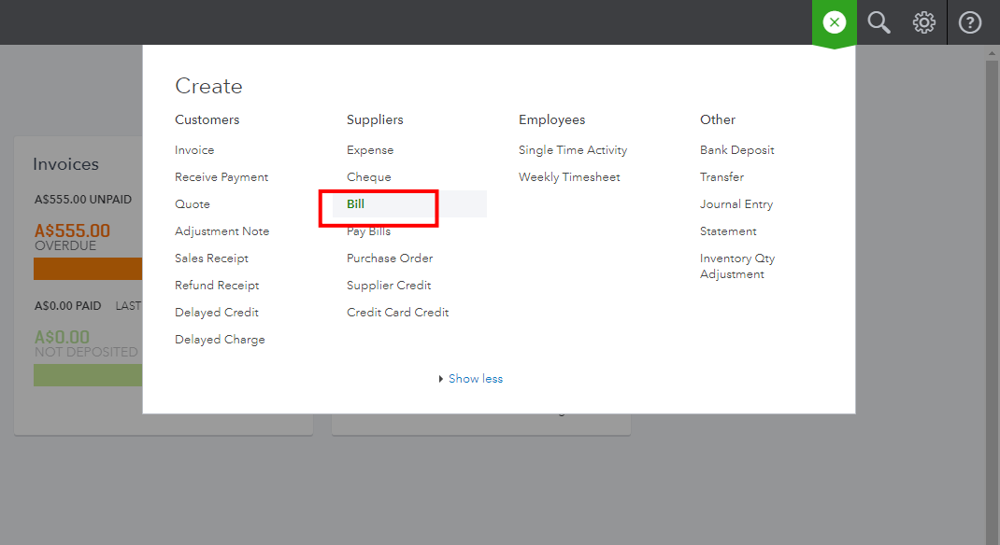 Create
Customers
Invoice
Receive Payment
Quote
Adjustment Note
Sales Receipt
Refund Receipt
Delayed Credit
Delayed Charge
Suppliers
Expense
Cheque
Bill
Pay Bills
Purchase Order
Supplier Credit
Credit Card Credit
Employees
Single Time Activity
Weekly Timesheet
Other
Bank Deposit
Transfer
Journal Entry
Statement
Inventory Qty
Adjustment
Show less
Invoices
A$555.00 UNPAID
A$555.00
OVERDUE
A$0.00 PAID LAST
A$0.00
NOT DEPOSITED